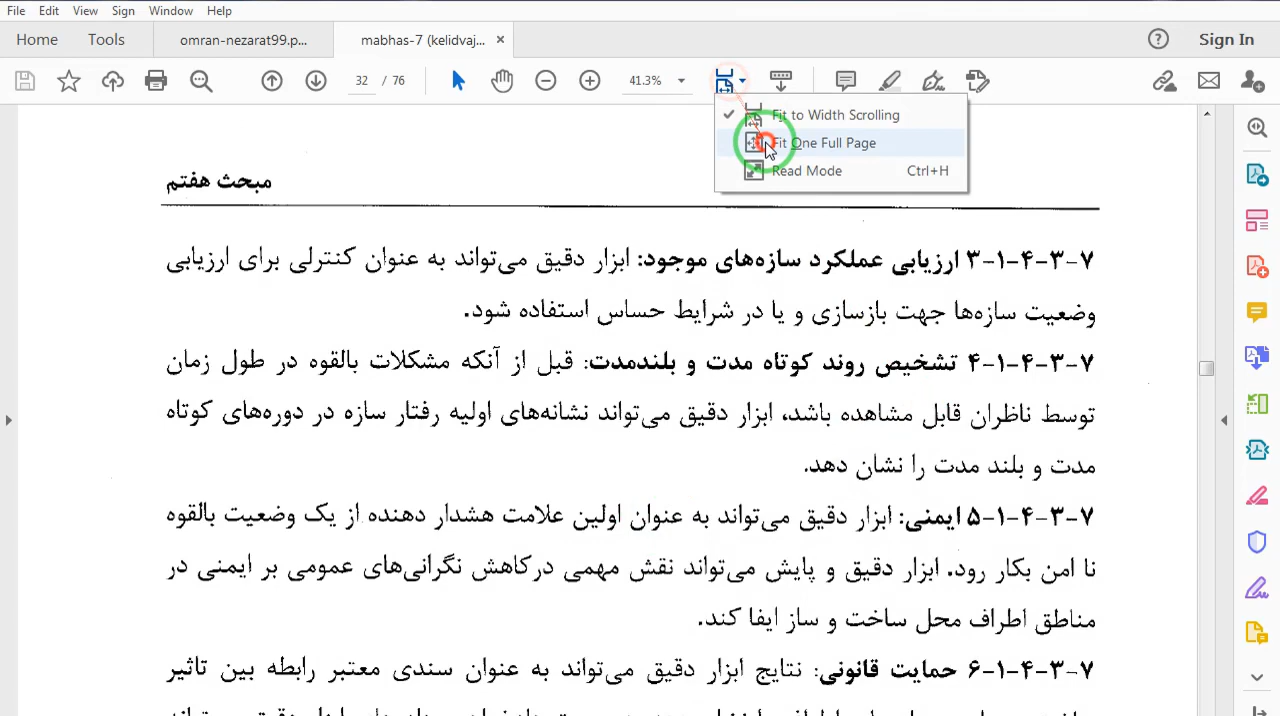 File Edit View Sign Window Help
Home Tools omran-nezarat99.p... mabhas-7 (kelidvaj... × Sign In
32 / 76 41.3%
Fit to Width Scrolling
Fit One Full Page
Read Mode Ctrl+H
مبحث هفتم
۷-۳-۴-۱-۳ ارزیابی عملکرد سازه‌های موجود: ابزار دقیق می‌تواند به عنوان کنترلی برای ارزیابی
وضعیت سازه‌ها جهت بازسازی و یا در شرایط حساس استفاده شود.
۷-۳-۴-۱-۴ تشخیص روند کوتاه مدت و بلندمدت: قبل از آنکه مشکلات بالقوه در طول زمان
توسط ناظران قابل مشاهده باشد، ابزار دقیق می‌تواند نشانه‌های اولیه رفتار سازه در دوره‌های کوتاه
مدت و بلند مدت را نشان دهد.
۷-۳-۴-۱-۵ ایمنی: ابزار دقیق می‌تواند به عنوان اولین علامت هشدار دهنده از یک وضعیت بالقوه
نا امن بکار رود. ابزار دقیق و پایش می‌تواند نقش مهمی درکاهش نگرانی‌های عمومی بر ایمنی در
مناطق اطراف محل ساخت و ساز ایفا کند.
۷-۳-۴-۱-۶ حمایت قانونی: نتایج ابزار دقیق می‌تواند به عنوان سندی معتبر رابطه بین تاثیر